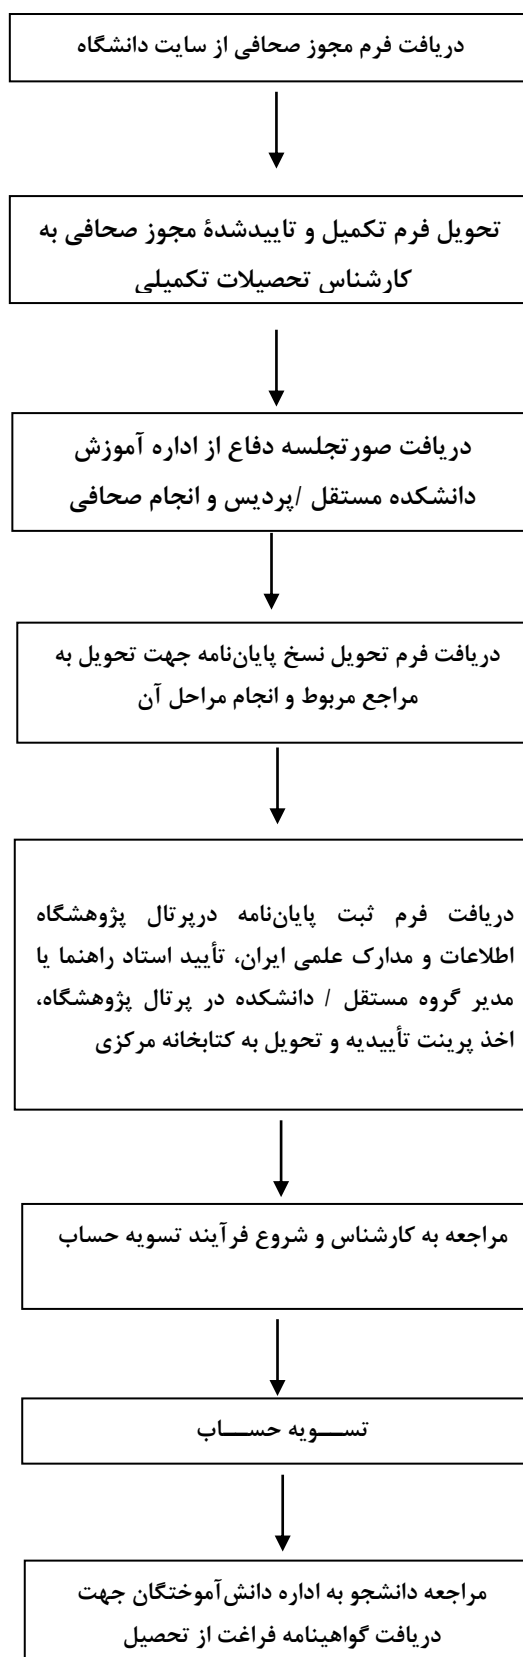 دریافت فرم مجوز صحافی از سایت دانشگاه
تحویل فرم تکمیل و تاییدشدۀ مجوز صحافی به
کارشناس تحصیلات تکمیلی
دریافت صورتجلسه دفاع از اداره آموزش
دانشکده مستقل /پردیس و انجام صحافی
دریافت فرم تحویل نسخ پایان‌نامه جهت تحویل به
مراجع مربوط و انجام مراحل آن
دریافت فرم ثبت پایان‌نامه درپرتال پژوهشگاه
اطلاعات و مدارک علمی ایران، تأیید استاد راهنما یا
مدیر گروه مستقل / دانشکده در پرتال پژوهشگاه،
اخذ پرینت تأییدیه و تحویل به کتابخانه مرکزی
مراجعه به کارشناس و شروع فرآیند تسویه حساب
تســـویه حســـاب
مراجعه دانشجو به اداره دانش‌آموختگان جهت
دریافت گواهینامه فراغت از تحصیل